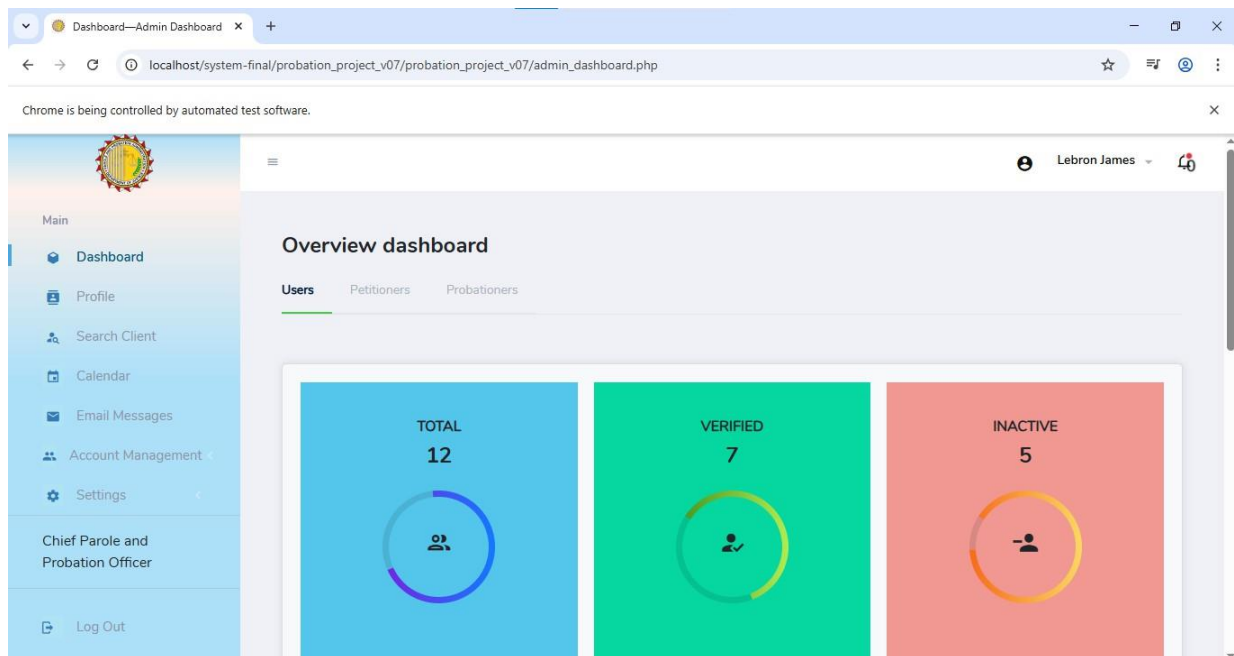 Dashboard—Admin Dashboard
localhost/system-final/probation_project_v07/probation_project_v07/admin_dashboard.php
Chrome is being controlled by automated test software.
Lebron James
0
Main
Dashboard
Profile
Search Client
Calendar
Email Messages
Account Management
Settings
Chief Parole and
Probation Officer
Log Out
Overview dashboard
Users Petitioners Probationers
TOTAL
12
VERIFIED
7
INACTIVE
5